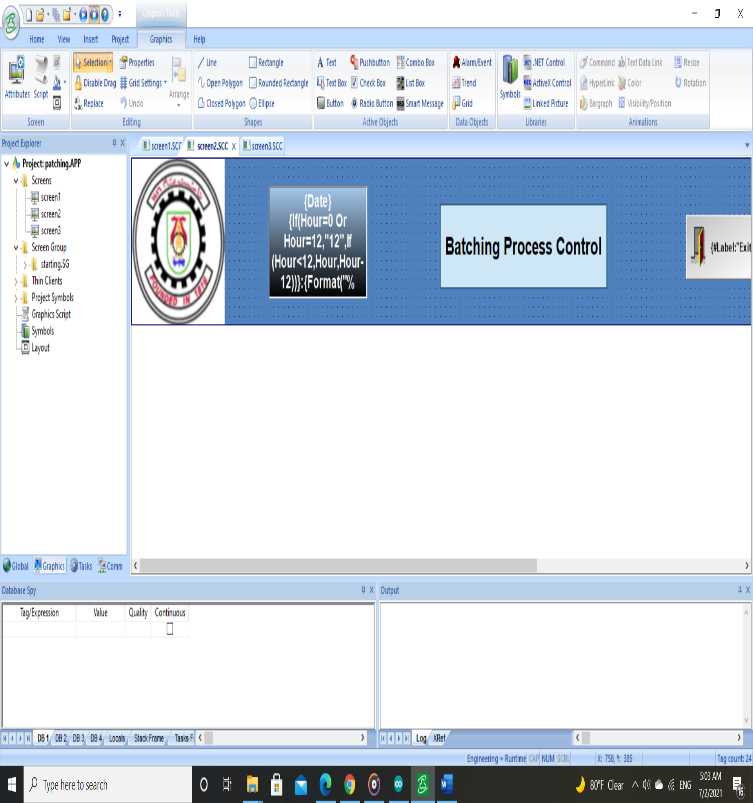 Graphics Tools
Home View Insert Project Graphics Help
Attributes Script Selection Disable Drag Replace Properties Grid Settings Undo Arrange
Line Open Polygon Closed Polygon Rectangle Rounded Rectangle Ellipse
A Text Text Box Button Pushbutton Check Box Radio Button Combo Box List Box Smart Message
Alarm/Event Trend Grid
Symbols .NET Control ActiveX Control Linked Picture
Command HyperLink Bargraph Text Data Link Color Visibility/Position Resize Rotation
Screen Editing Shapes Active Objects Data Objects Libraries Animations
Project Explorer
screen1.SCC screen2.SCC X screen3.SCC
Project: patching.APP
Screens
screen1
screen2
screen3
Screen Group
starting.SG
Thin Clients
Project Symbols
Graphics Script
Symbols
Layout
FOUNDED IN 1816
{Date}
{If(Hour=0 Or
Hour=12,"12",If
(Hour<12,Hour,Hour-
12))}:{Format("%
Batching Process Control
{#Label:"Exit
Global Graphics Tasks Comm
Database Spy
Tag/Expression Value Quality Continuous
DB 1 DB 2 DB 3 DB 4 Locals Stack Frame Tasks F
Output
Log XRef
Engineering + Runtime CAP NUM SCRL X: 758, Y: 385 Tag count: 24
Type here to search
80°F Clear ENG
5:03 AM
7/2/2021